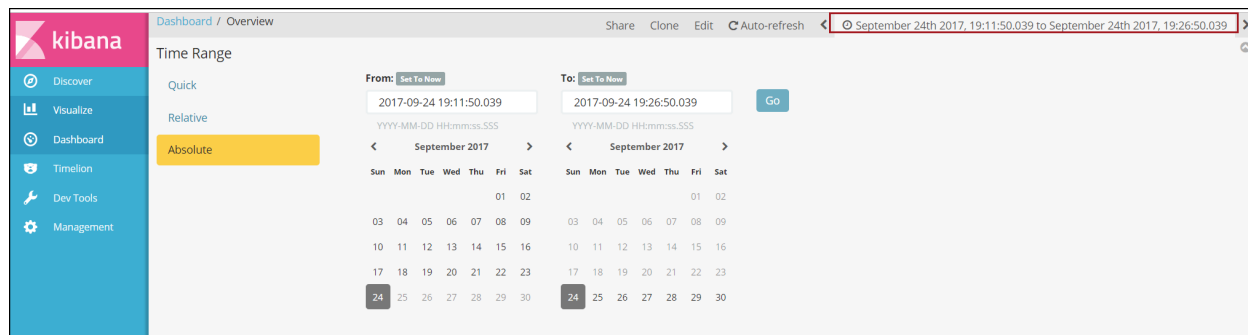 kibana
Discover
Visualize
Dashboard
Timelion
Dev Tools
Management
Dashboard / Overview
Share Clone Edit Auto-refresh September 24th 2017, 19:11:50.039 to September 24th 2017, 19:26:50.039
Time Range
Quick
Relative
Absolute
From: Set To Now
2017-09-24 19:11:50.039
YYYY-MM-DD HH:mm:ss.SSS
September 2017
Sun Mon Tue Wed Thu Fri Sat
01 02
03 04 05 06 07 08 09
10 11 12 13 14 15 16
17 18 19 20 21 22 23
24 25 26 27 28 29 30
To: Set To Now
2017-09-24 19:26:50.039
YYYY-MM-DD HH:mm:ss.SSS
September 2017
Sun Mon Tue Wed Thu Fri Sat
01 02
03 04 05 06 07 08 09
10 11 12 13 14 15 16
17 18 19 20 21 22 23
24 25 26 27 28 29 30
Go